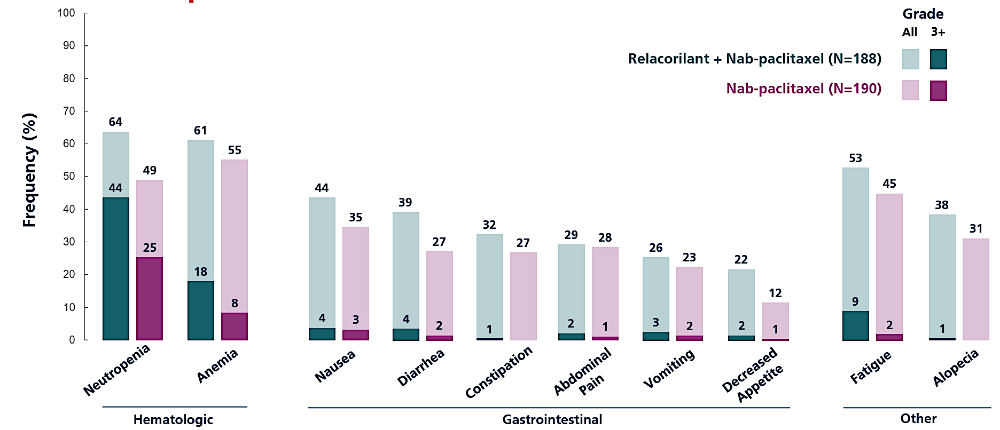 Grade
All 3+
Relacorilant + Nab-paclitaxel (N=188)
Nab-paclitaxel (N=190)
Frequency (%)
100
90
80
70
60
50
40
30
20
10
0
64
44
49
25
61
18
55
8
44
4
35
3
39
4
27
2
32
1
27
29
2
28
1
26
3
23
2
22
2
12
1
53
9
45
2
38
1
31
Neutropenia
Anemia
Nausea
Diarrhea
Constipation
Abdominal
Pain
Vomiting
Decreased
Appetite
Fatigue
Alopecia
Hematologic
Gastrointestinal
Other